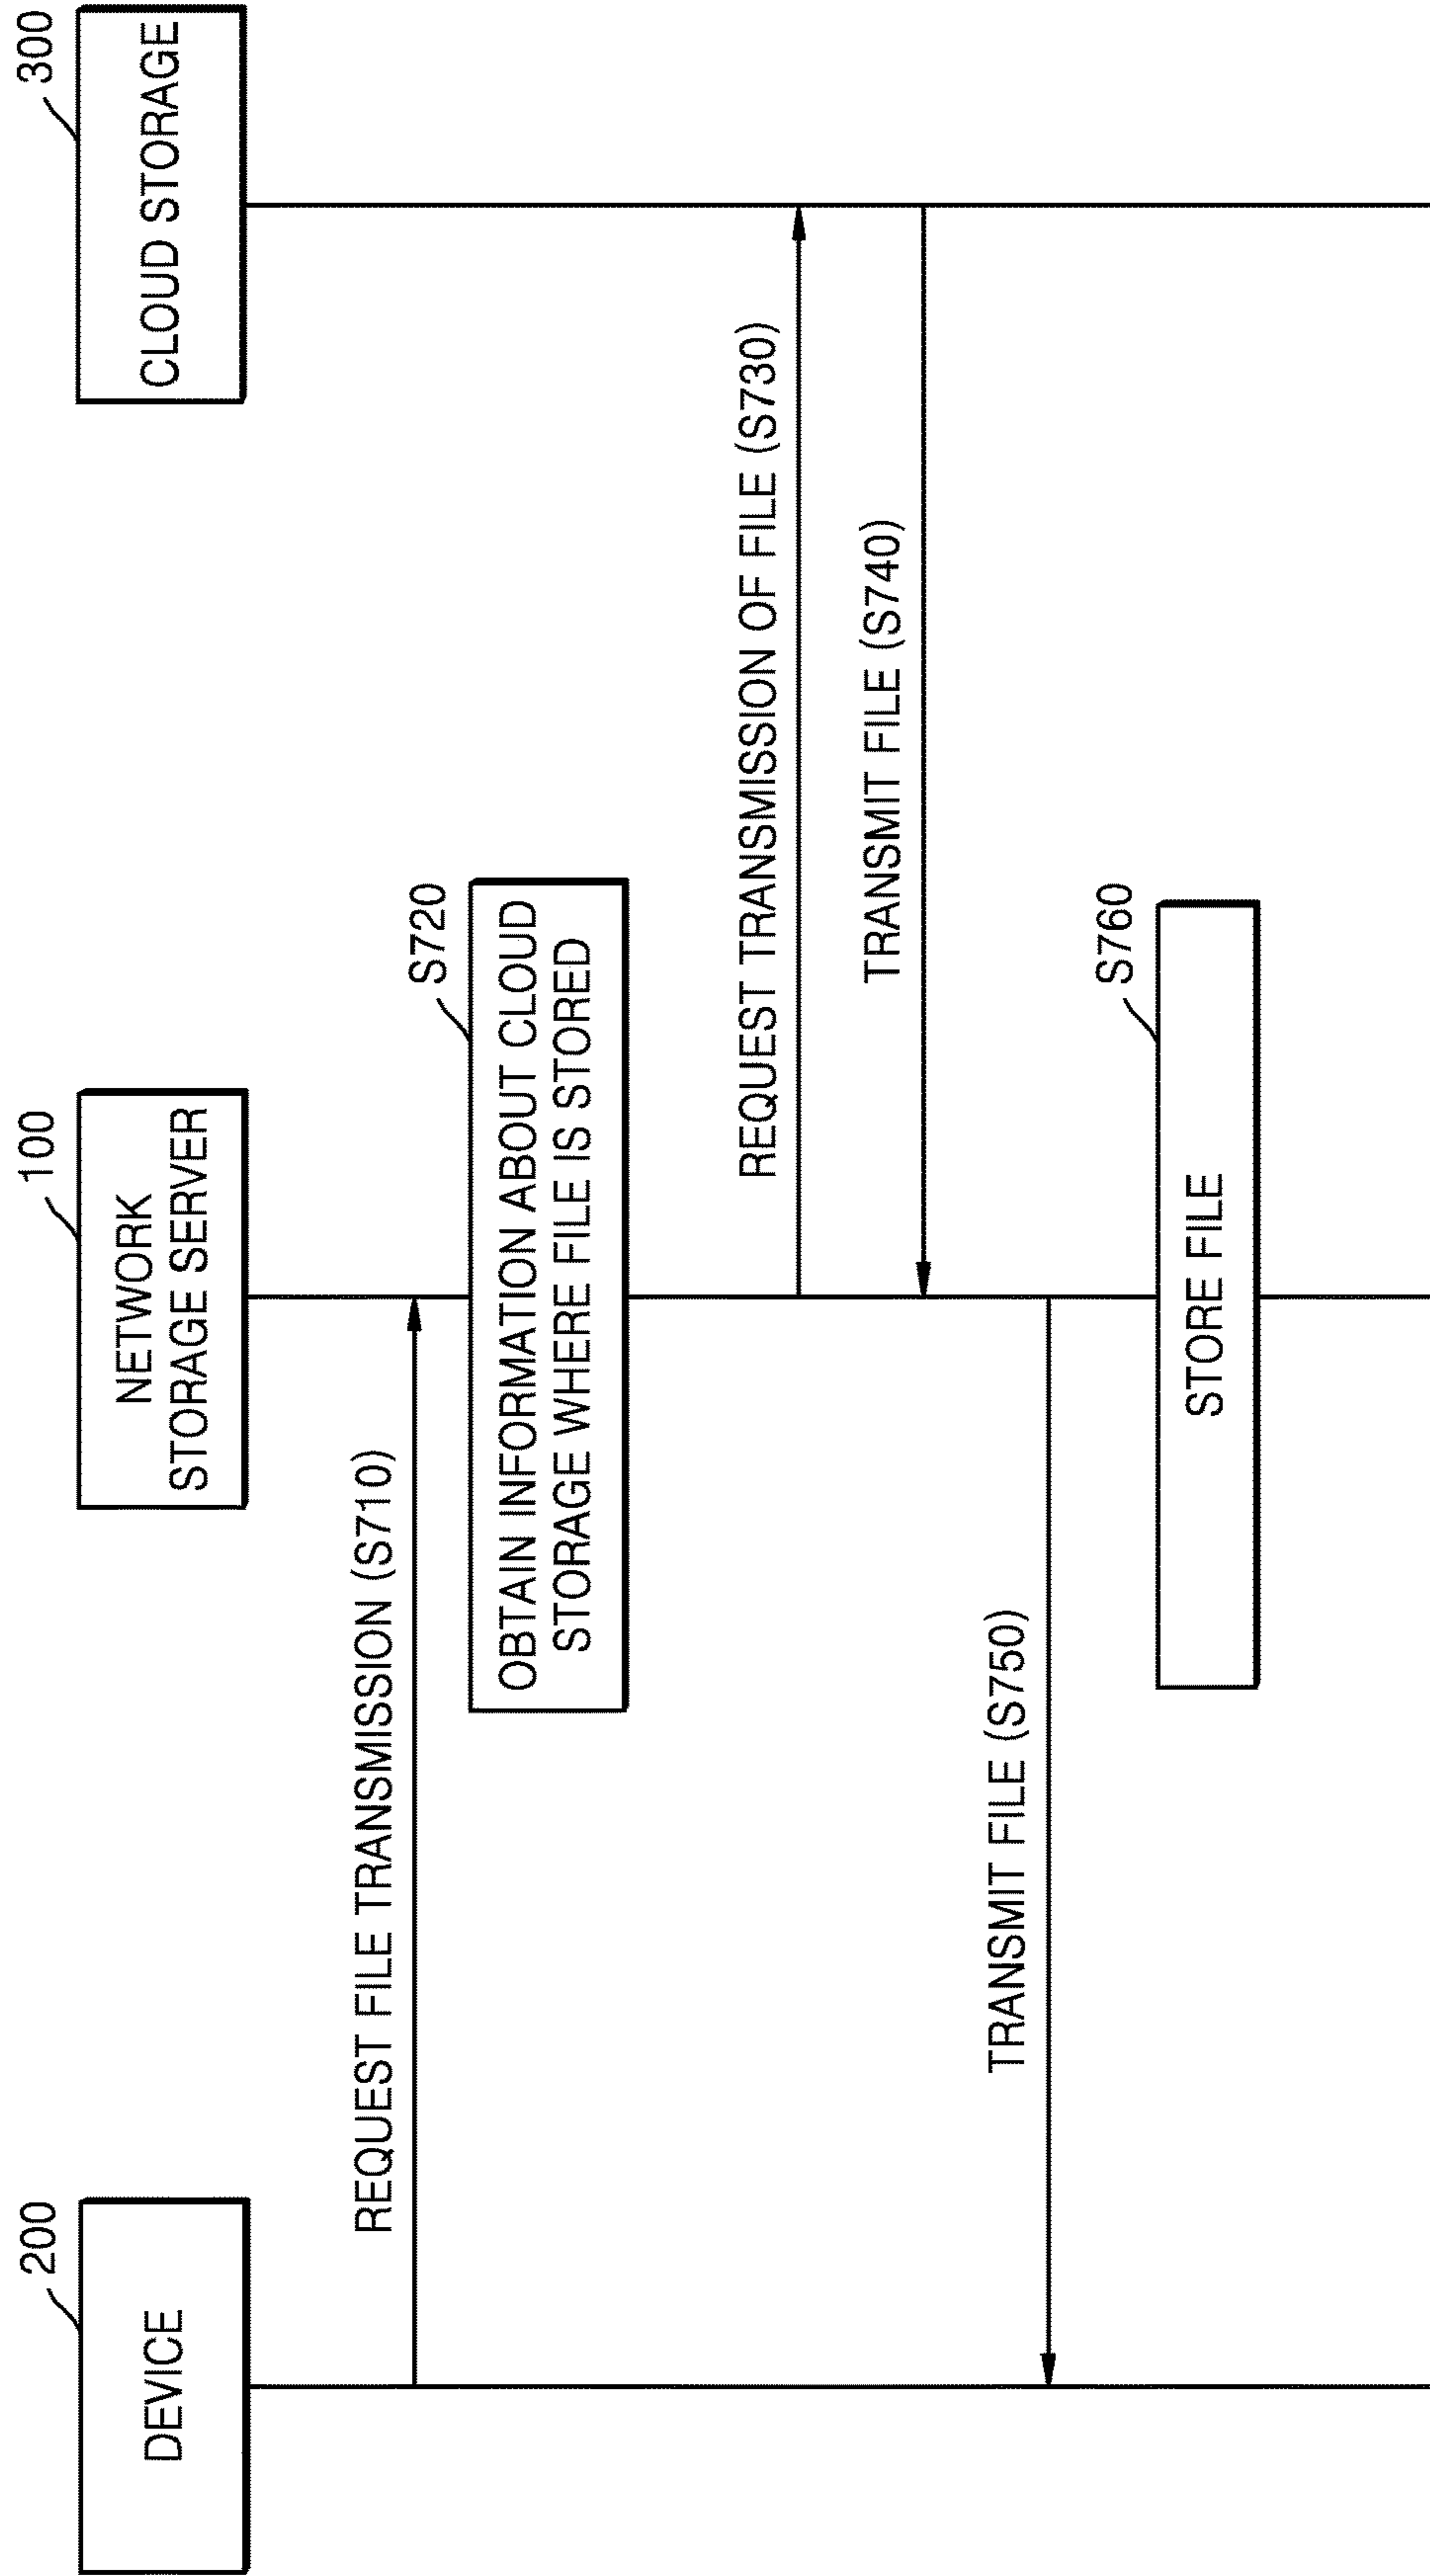 200
DEVICE
100
NETWORK
STORAGE SERVER
300
CLOUD STORAGE
REQUEST FILE TRANSMISSION (S710)
S720
OBTAIN INFORMATION ABOUT CLOUD
STORAGE WHERE FILE IS STORED
REQUEST TRANSMISSION OF FILE (S730)
TRANSMIT FILE (S740)
TRANSMIT FILE (S750)
S760
STORE FILE